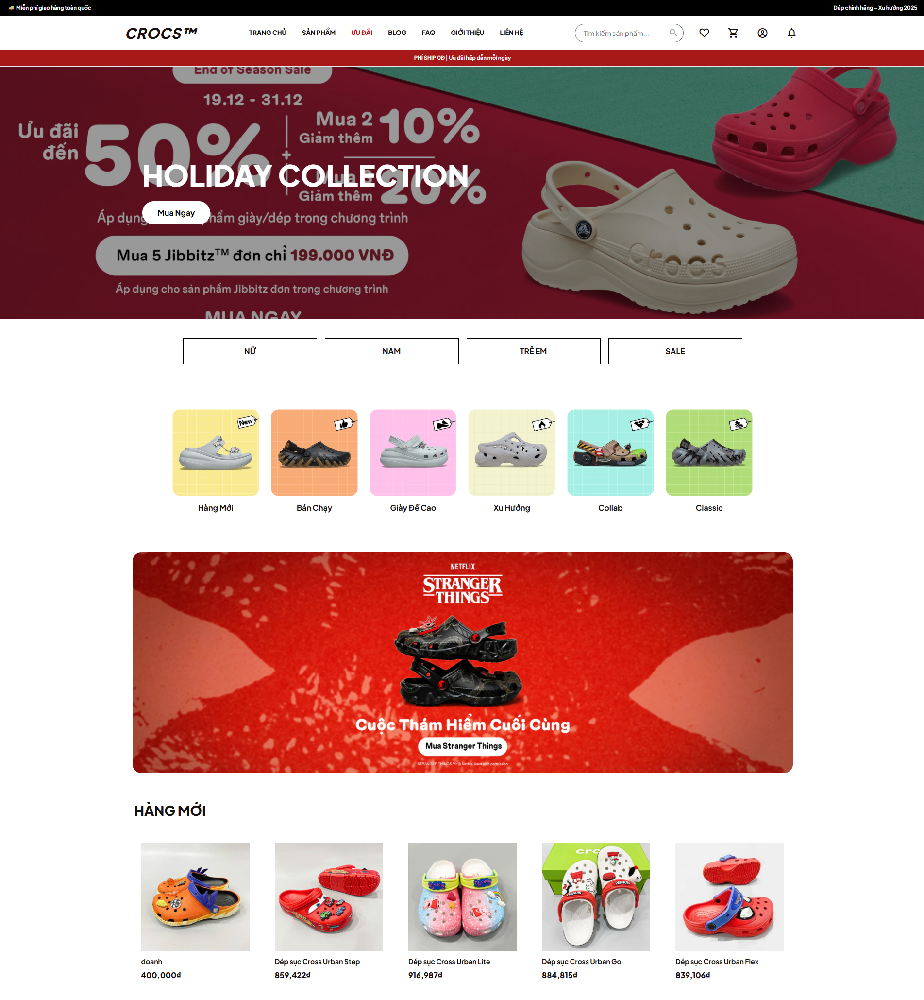 🚚 Miễn phí giao hàng toàn quốc
Dép chính hãng – Xu hướng 2025
CROCS™
TRANG CHỦ
SẢN PHẨM
ƯU ĐÃI
BLOG
FAQ
GIỚI THIỆU
LIÊN HỆ
Tìm kiếm sản phẩm...
PHÍ SHIP 0Đ | Ưu đãi hấp dẫn mỗi ngày
End of Season Sale
19.12 - 31.12
Ưu đãi đến 50%
+
Mua 2 Giảm thêm 10%
Giảm thêm 20%
HOLIDAY COLLECTION
Mua Ngay
Áp dụng
phẩm giày/dép trong chương trình
Mua 5 Jibbitz™ đơn chỉ 199.000 VNĐ
Áp dụng cho sản phẩm Jibbitz đơn trong chương trình
MUA NGAY
crocs
NỮ
NAM
TRẺ EM
SALE
New
Hàng Mới
Bán Chạy
Giày Đế Cao
Xu Hướng
Collab
Classic
NETFLIX
STRANGER
THINGS
Cuộc Thám Hiểm Cuối Cùng
Mua Stranger Things
STRANGER THINGS ™/© Netflix. Used with permission.
HÀNG MỚI
PEANUTS
PEANUTS
doanh
400,000₫
Dép sục Cross Urban Step
859,422₫
Dép sục Cross Urban Lite
916,987₫
Dép sục Cross Urban Go
884,815₫
Dép sục Cross Urban Flex
839,106₫